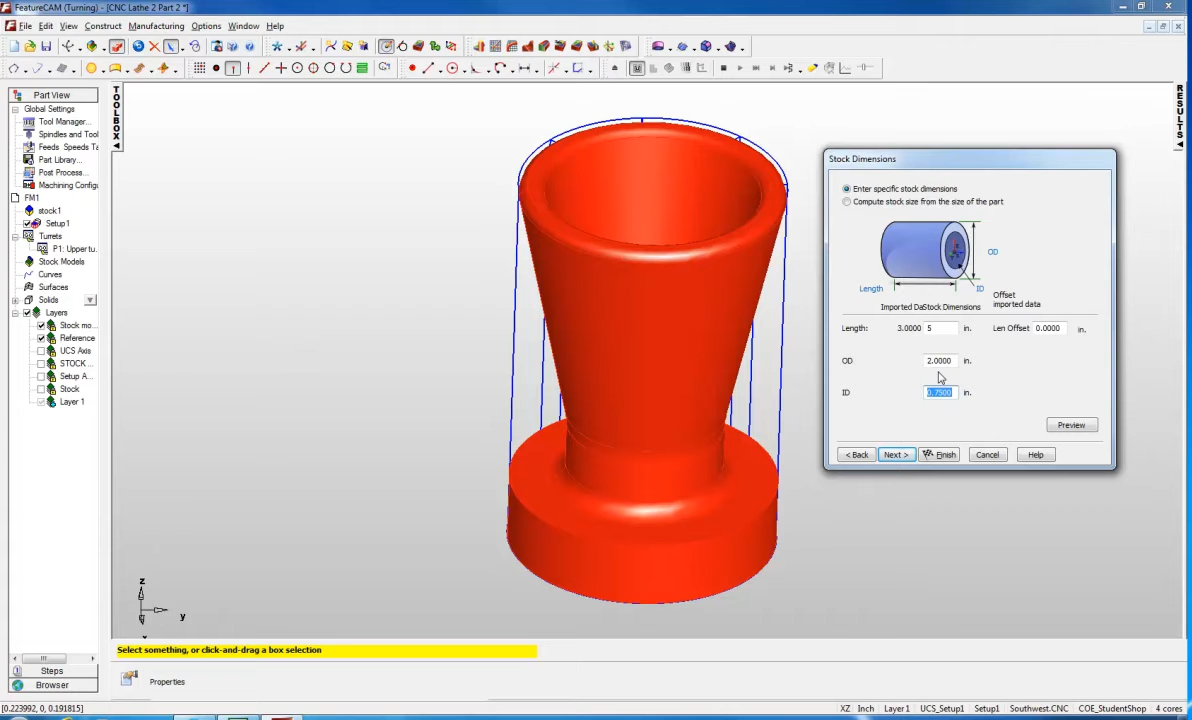 FeatureCAM (Turning) - [CNC Lathe 2 Part 2 *]
File Edit View Construct Manufacturing Options Window Help
Part View
Global Settings
Tool Manager...
Spindles and Tool
Feeds Speeds Ta
Part Library...
Post Process...
Machining Config
FM1
stock1
Setup1
Turrets
P1: Upper tu..
Stock Models
Curves
Surfaces
Solids
Layers
Stock mo...
Reference
UCS Axis
STOCK ...
Setup A...
Stock
Layer 1
Steps
Browser
TOOLBOX
RESULTS
Stock Dimensions
Enter specific stock dimensions
Compute stock size from the size of the part
OD
Length
ID
Offset
imported data
Imported DaStock Dimensions
Length: 3.0000 5 in. Len Offset 0.0000 in.
OD 2.0000 in.
ID 0.7500 in.
Preview
< Back Next > Finish Cancel Help
z
y
x
Select something, or click-and-drag a box selection
Properties
[0.223992, 0, 0.191815] XZ Inch Layer 1 UCS_Setup1 Setup1 Southwest.CNC COE_StudentShop 4 cores